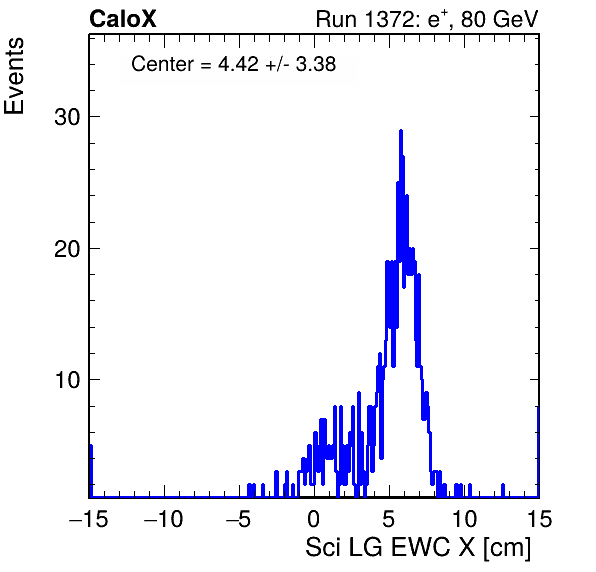 CaloX Run 1372: e⁺, 80 GeV
Center = 4.42 +/- 3.38
Events
30
20
10
−15 −10 −5 0 5 10 15
Sci LG EWC X [cm]